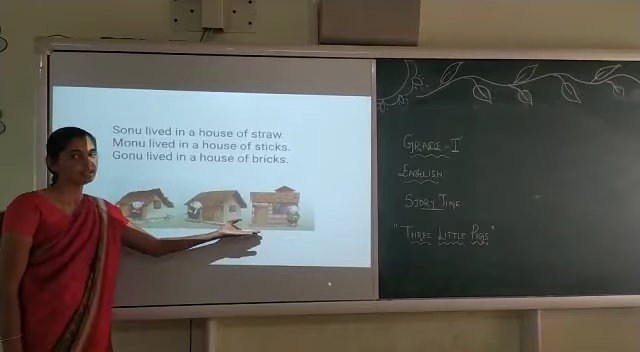 Sonu lived in a house of straw.
Monu lived in a house of sticks.
Gonu lived in a house of bricks.
GRADE-I
ENGLISH
STORY TIME
"THREE LITTLE PIGS"